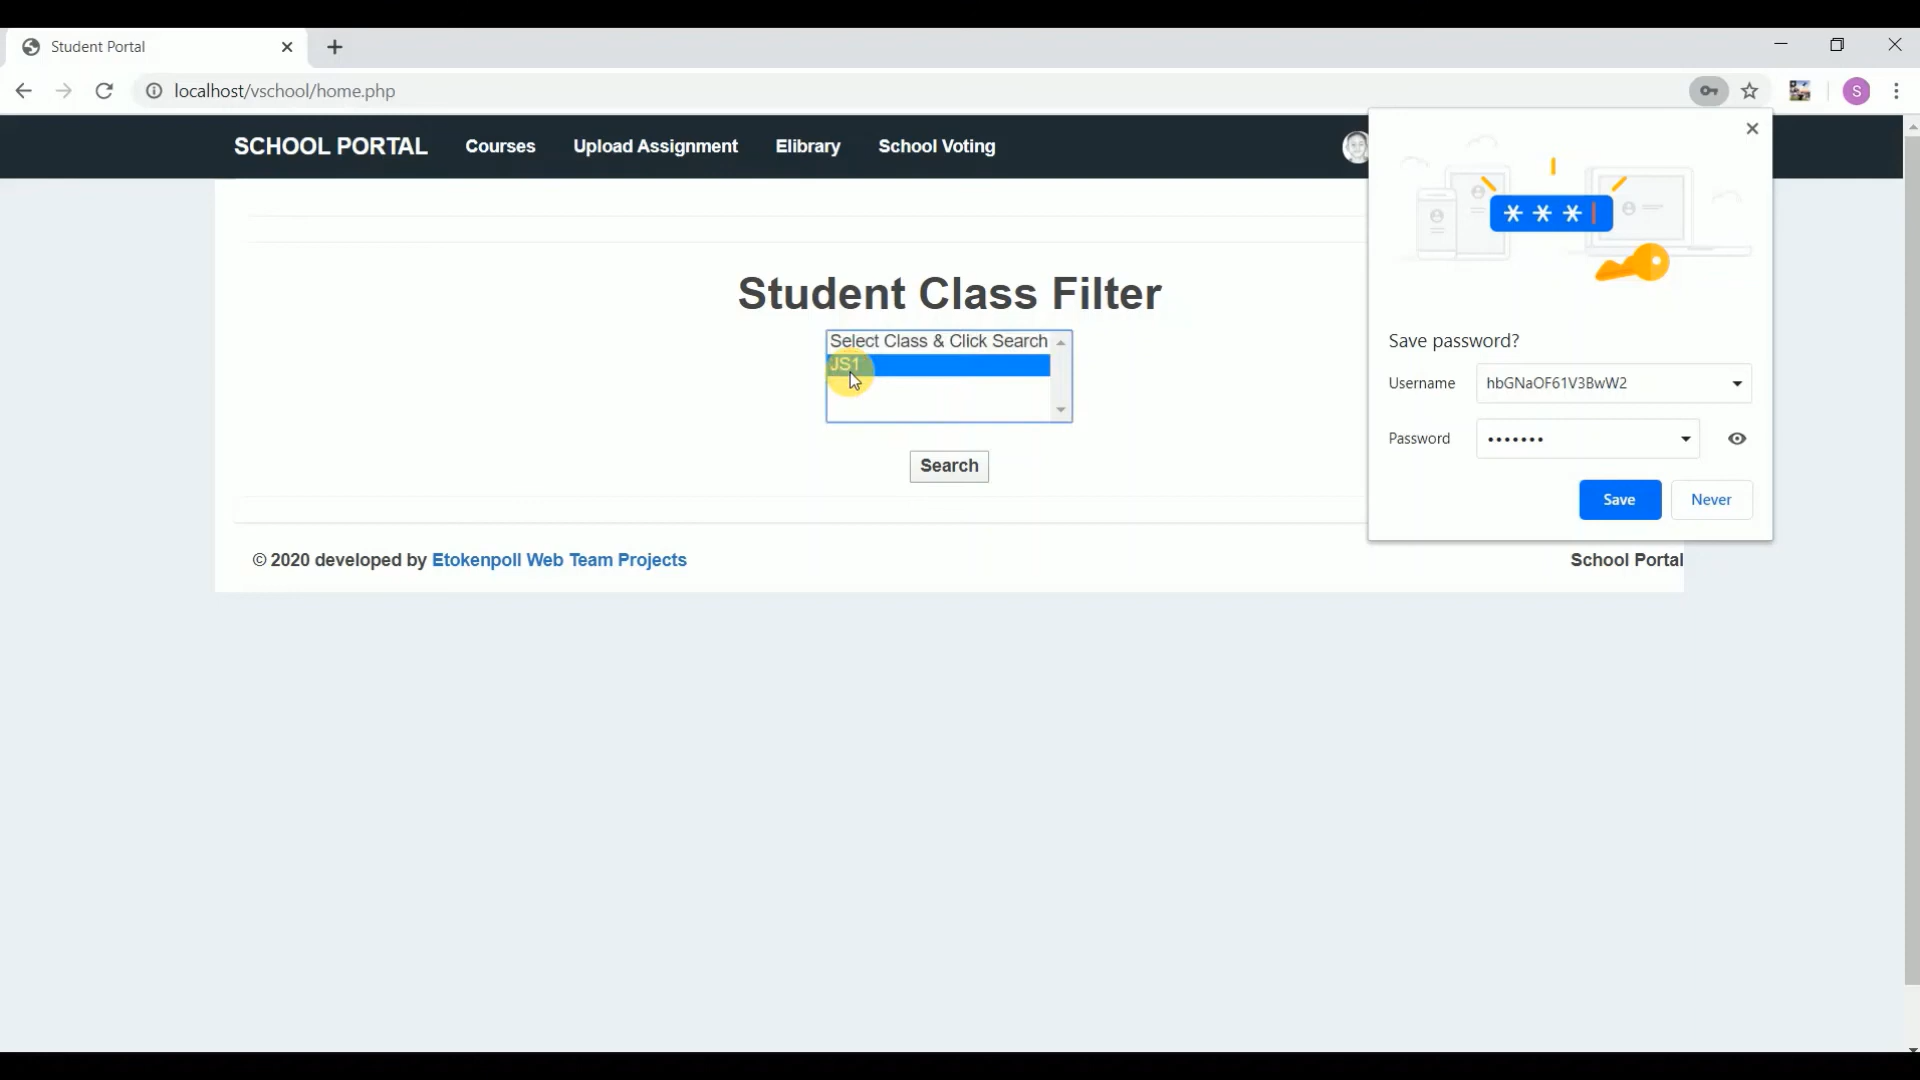 Student Portal
localhost/vschool/home.php
S
SCHOOL PORTAL Courses Upload Assignment Elibrary School Voting
* * *
Student Class Filter
Select Class & Click Search
JS1
Search
Save password?
Username hbGNaOF61V3BwW2
Password •••••••
Save Never
© 2020 developed by Etokenpoll Web Team Projects
School Portal